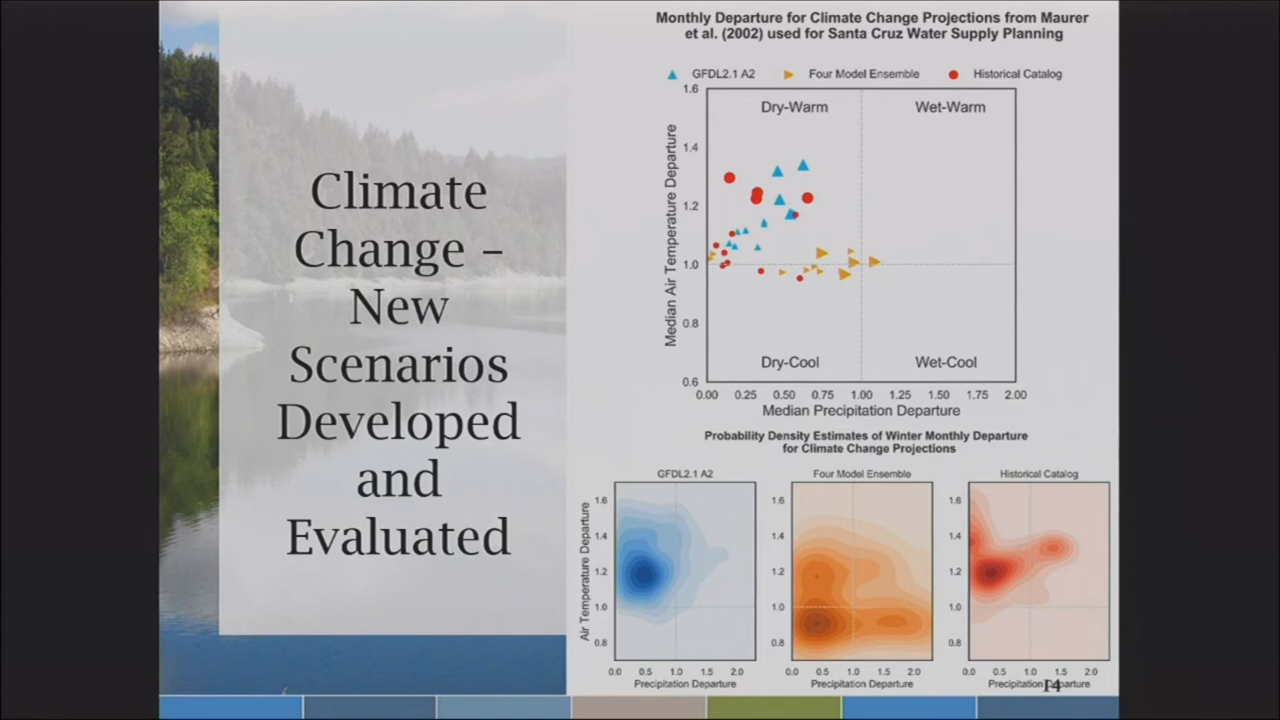 Climate
Change –
New
Scenarios
Developed
and
Evaluated
Monthly Departure for Climate Change Projections from Maurer
et al. (2002) used for Santa Cruz Water Supply Planning
GFDL2.1 A2
Four Model Ensemble
Historical Catalog
Median Air Temperature Departure
1.6
1.4
1.2
1.0
0.8
0.6
Dry-Warm
Wet-Warm
Dry-Cool
Wet-Cool
0.00 0.25 0.50 0.75 1.00 1.25 1.50 1.75 2.00
Median Precipitation Departure
Probability Density Estimates of Winter Monthly Departure
for Climate Change Projections
GFDL2.1 A2
Air Temperature Departure
1.6
1.4
1.2
1.0
0.8
0.0 0.5 1.0 1.5 2.0
Precipitation Departure
Four Model Ensemble
1.6
1.4
1.2
1.0
0.8
0.0 0.5 1.0 1.5 2.0
Precipitation Departure
Historical Catalog
1.6
1.4
1.2
1.0
0.8
0.0 0.5 1.0 1.5 2.0
Precipitation Departure
14